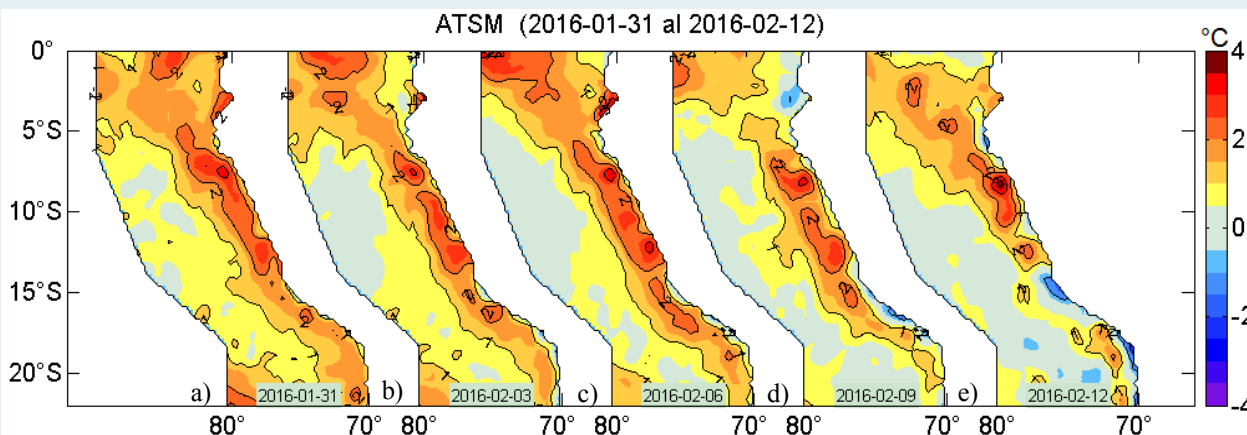 ATSM (2016-01-31 al 2016-02-12)
°C
0°
5°S
10°S
15°S
20°S
4
2
0
-2
-4
a) 2016-01-31
b) 2016-02-03
c) 2016-02-06
d) 2016-02-09
e) 2016-02-12
80° 70° 80° 70° 80° 70° 80° 70° 80° 70°